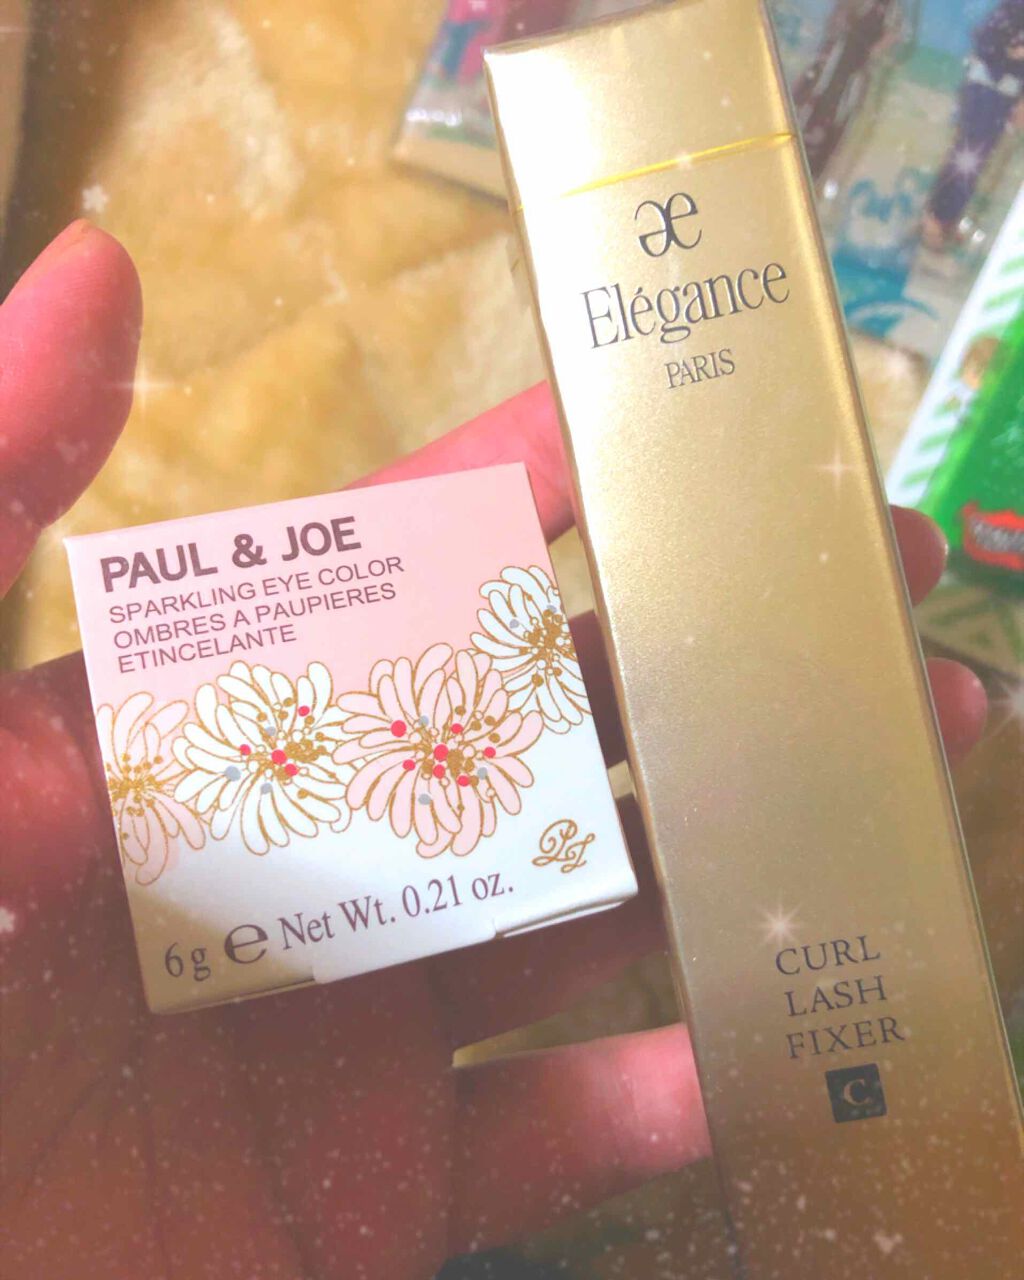 PAUL & JOE
SPARKLING EYE COLOR
OMBRES A PAUPIERES
ETINCELANTE
6g e Net Wt. 0.21 oz.
PJ
æ
Elégance
PARIS
CURL
LASH
FIXER
C